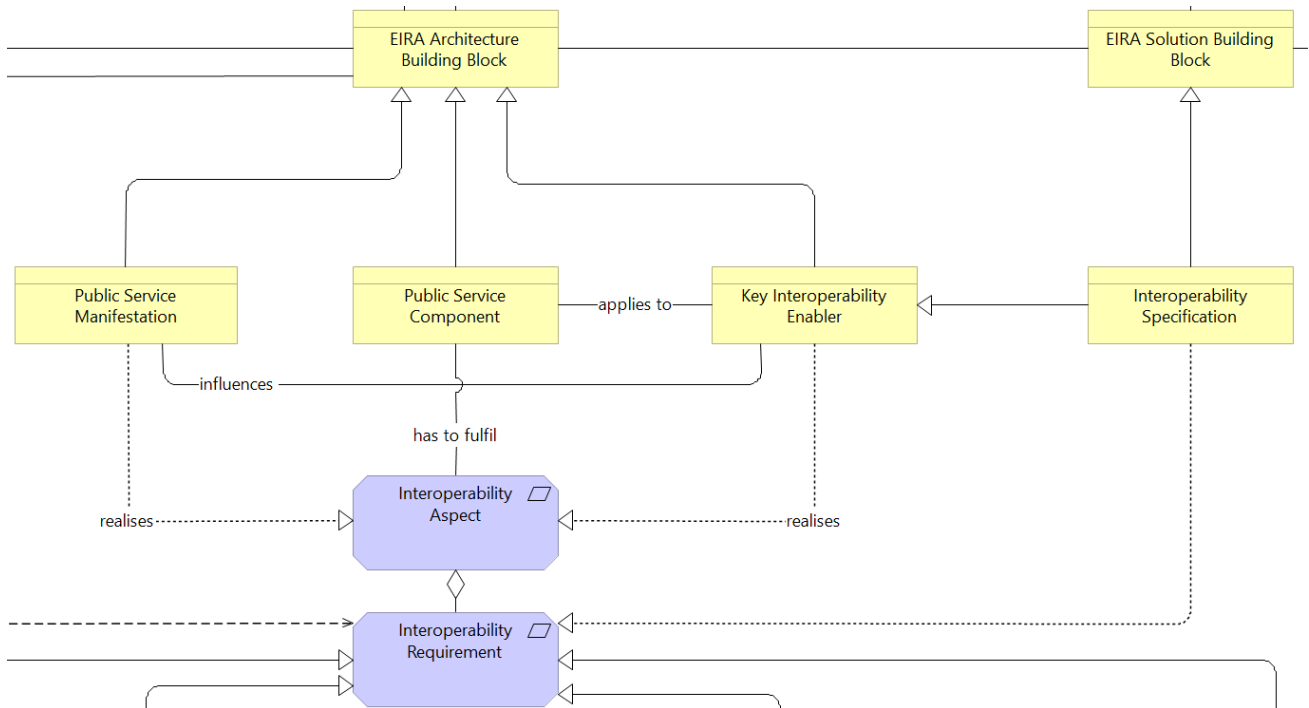 EIRA Architecture
Building Block
EIRA Solution Building
Block
Public Service
Manifestation
Public Service
Component
applies to
Key Interoperability
Enabler
Interoperability
Specification
influences
has to fulfil
Interoperability
Aspect
realises
realises
Interoperability
Requirement